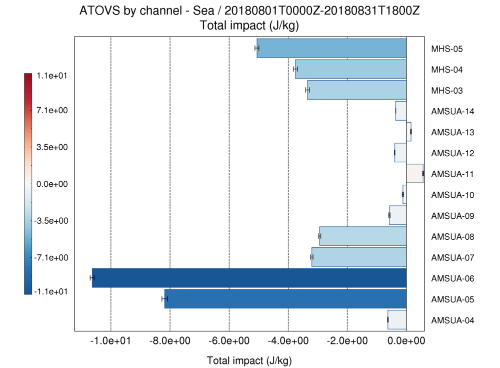 ATOVS by channel - Sea / 20180801T0000Z-20180831T1800Z
Total impact (J/kg)
MHS-05
MHS-04
MHS-03
AMSUA-14
AMSUA-13
AMSUA-12
AMSUA-11
AMSUA-10
AMSUA-09
AMSUA-08
AMSUA-07
AMSUA-06
AMSUA-05
AMSUA-04
1.1e+01
7.1e+00
3.5e+00
0.0e+00
-3.5e+00
-7.1e+00
-1.1e+01
-1.0e+01 -8.0e+00 -6.0e+00 -4.0e+00 -2.0e+00 0.0e+00
Total impact (J/kg)